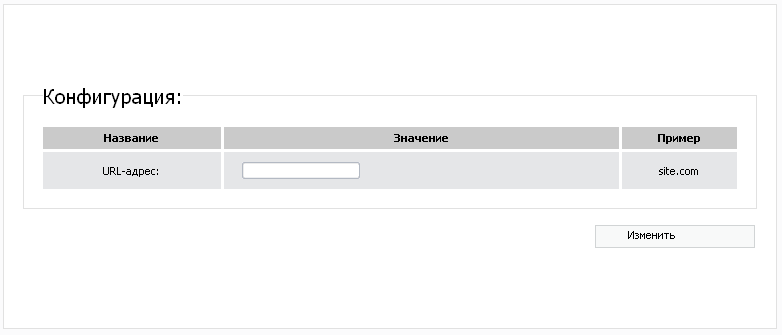 Конфигурация:
Название Значение Пример
URL-адрес: site.com
Изменить